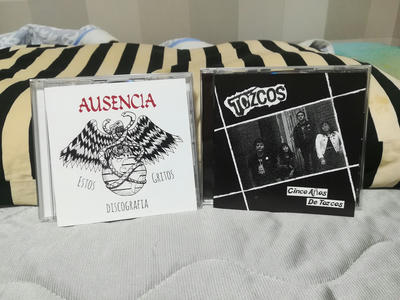 AUSENCIA
ESTOS GRITOS
DISCOGRAFIA
TOZCOS
Cinco Años
De Tozcos